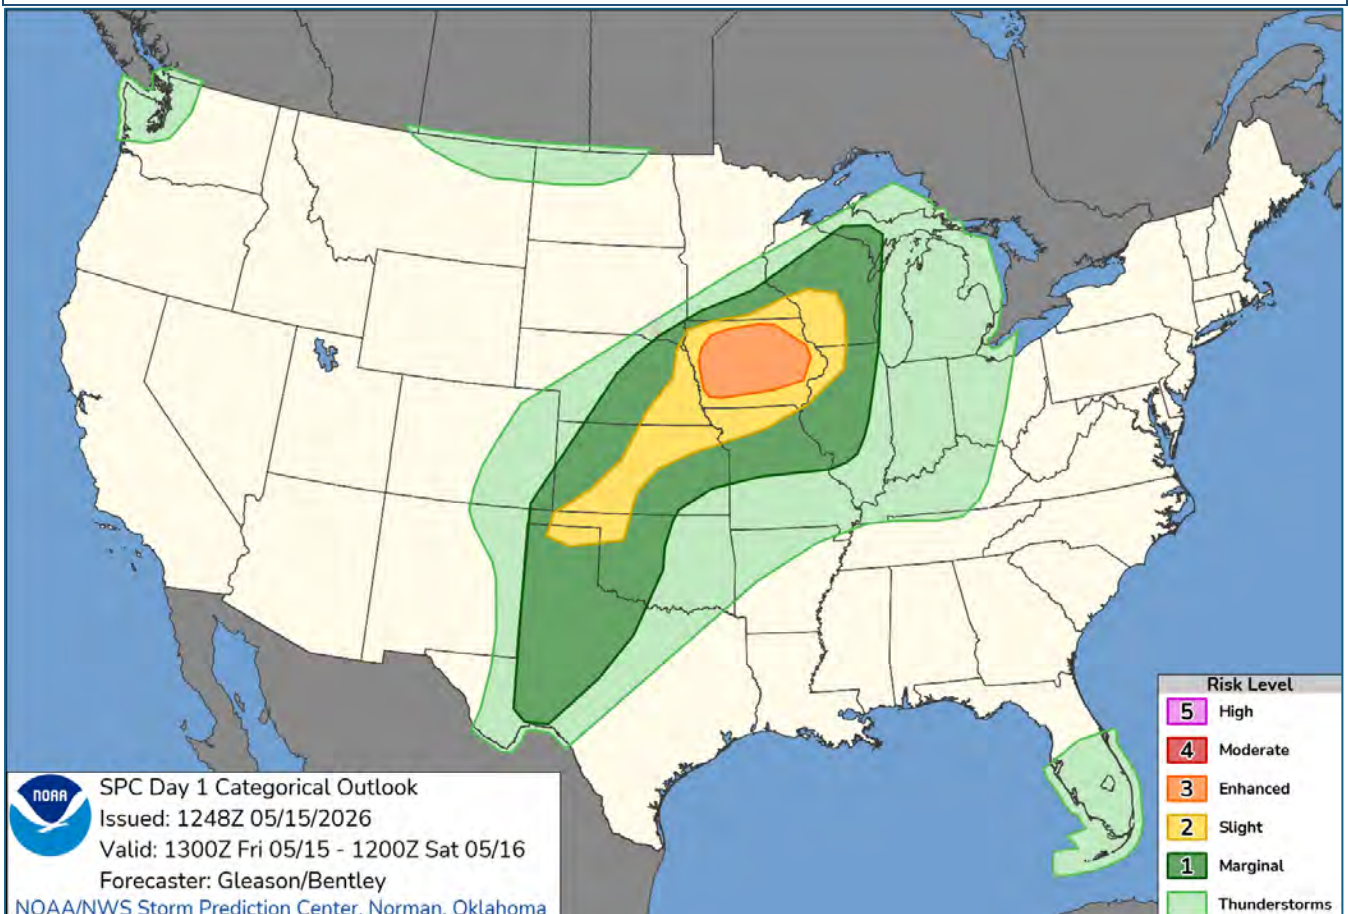 Risk Level
5 High
4 Moderate
3 Enhanced
2 Slight
1 Marginal
Thunderstorms
NOAA
SPC Day 1 Categorical Outlook
Issued: 1248Z 05/15/2026
Valid: 1300Z Fri 05/15 - 1200Z Sat 05/16
Forecaster: Gleason/Bentley
NOAA/NWS Storm Prediction Center, Norman, Oklahoma